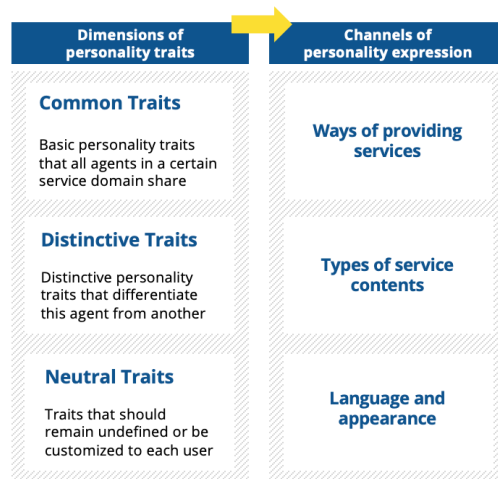 Dimensions of
personality traits
Channels of
personality expression
Common Traits
Basic personality traits
that all agents in a certain
service domain share
Ways of providing
services
Distinctive Traits
Distinctive personality
traits that differentiate
this agent from another
Types of service
contents
Neutral Traits
Traits that should
remain undefined or be
customized to each user
Language and
appearance